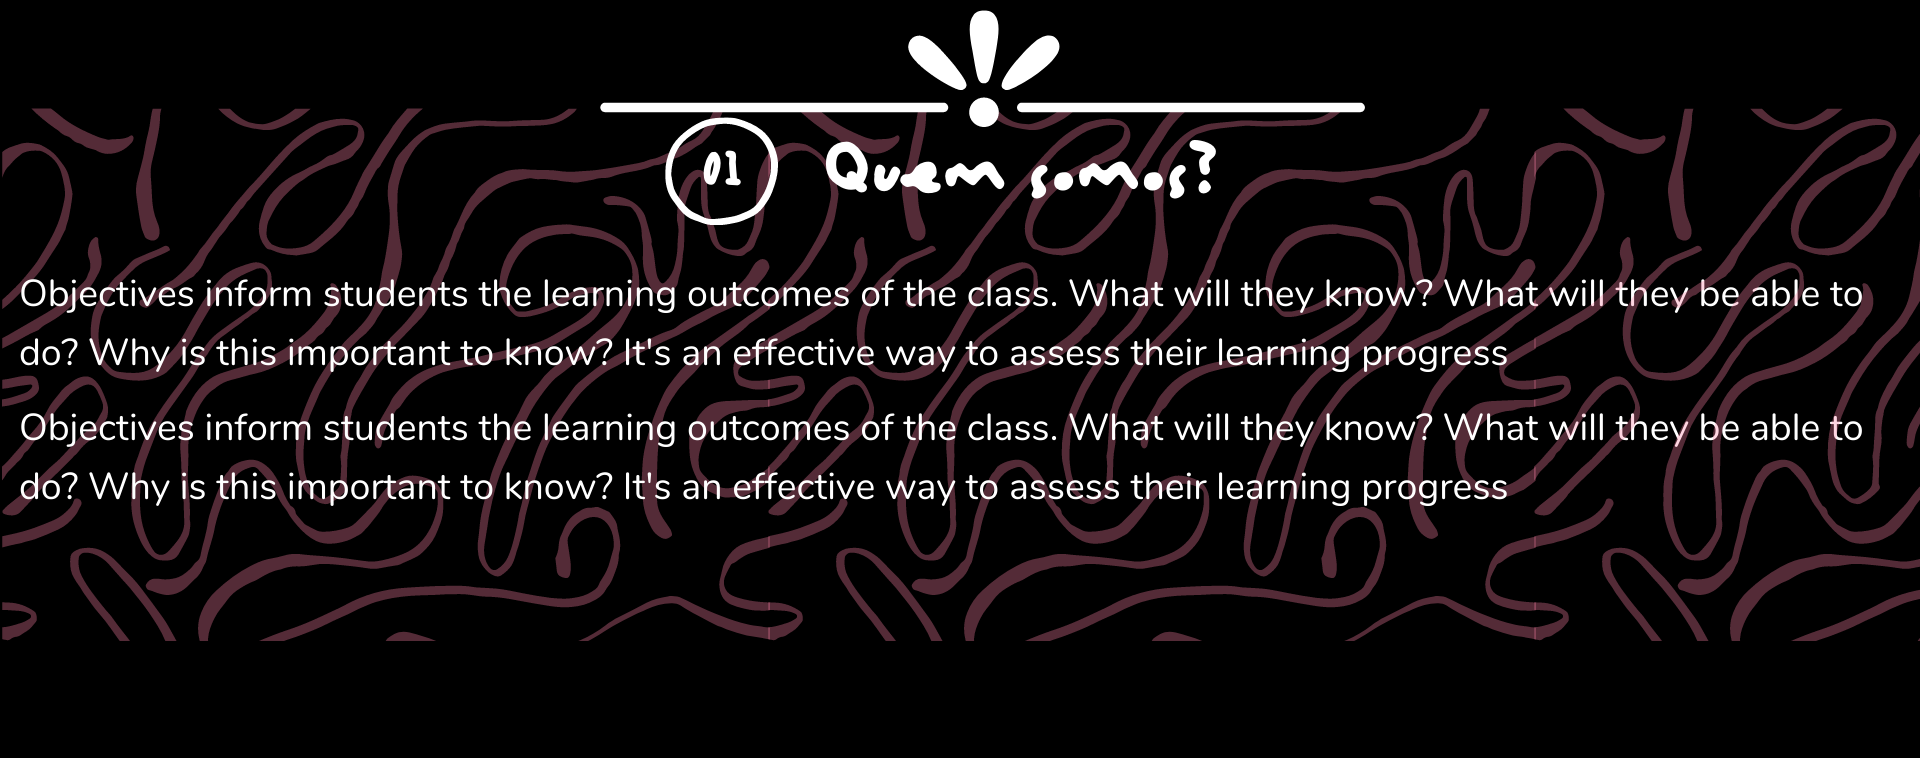 01 Quem somos?
Objectives inform students the learning outcomes of the class. What will they know? What will they be able to
do? Why is this important to know? It's an effective way to assess their learning progress
Objectives inform students the learning outcomes of the class. What will they know? What will they be able to
do? Why is this important to know? It's an effective way to assess their learning progress